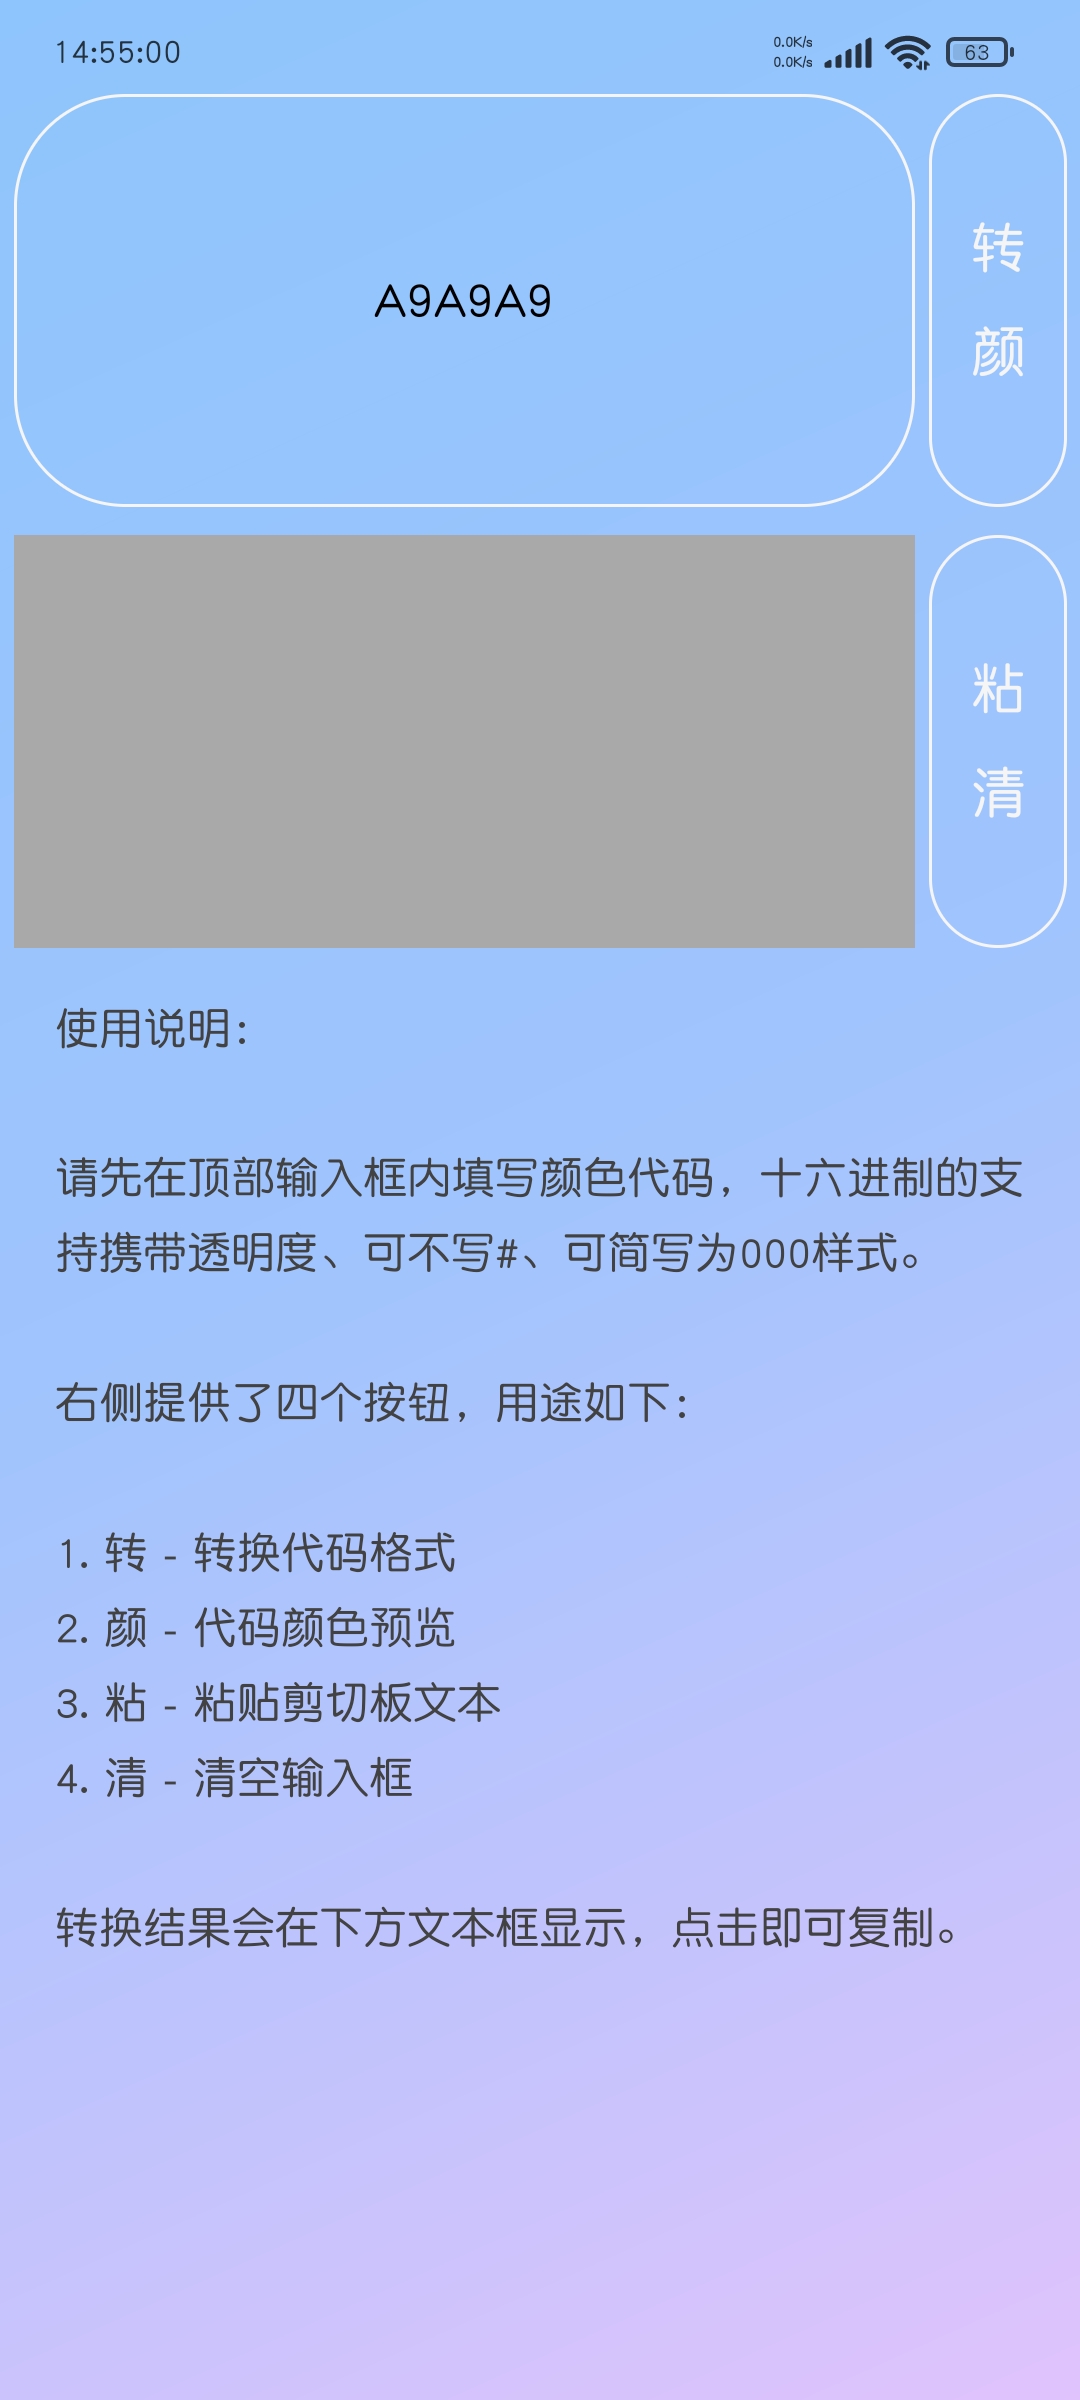 14:55:00
0.0K/s
0.0K/s
63
A9A9A9
转
颜
粘
清
使用说明：
请先在顶部输入框内填写颜色代码，十六进制的支
持携带透明度、可不写#、可简写为000样式。
右侧提供了四个按钮，用途如下：
1. 转 - 转换代码格式
2. 颜 - 代码颜色预览
3. 粘 - 粘贴剪切板文本
4. 清 - 清空输入框
转换结果会在下方文本框显示，点击即可复制。